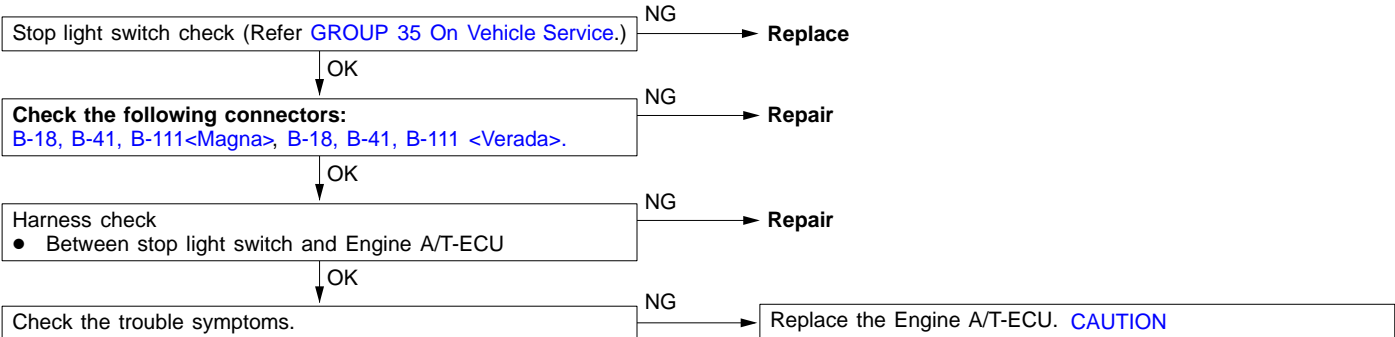 Stop light switch check (Refer GROUP 35 On Vehicle Service.)
NG
Replace
OK
Check the following connectors:
B-18, B-41, B-111<Magna>, B-18, B-41, B-111 <Verada>.
NG
Repair
OK
Harness check
● Between stop light switch and Engine A/T-ECU
NG
Repair
OK
Check the trouble symptoms.
NG
Replace the Engine A/T-ECU. CAUTION